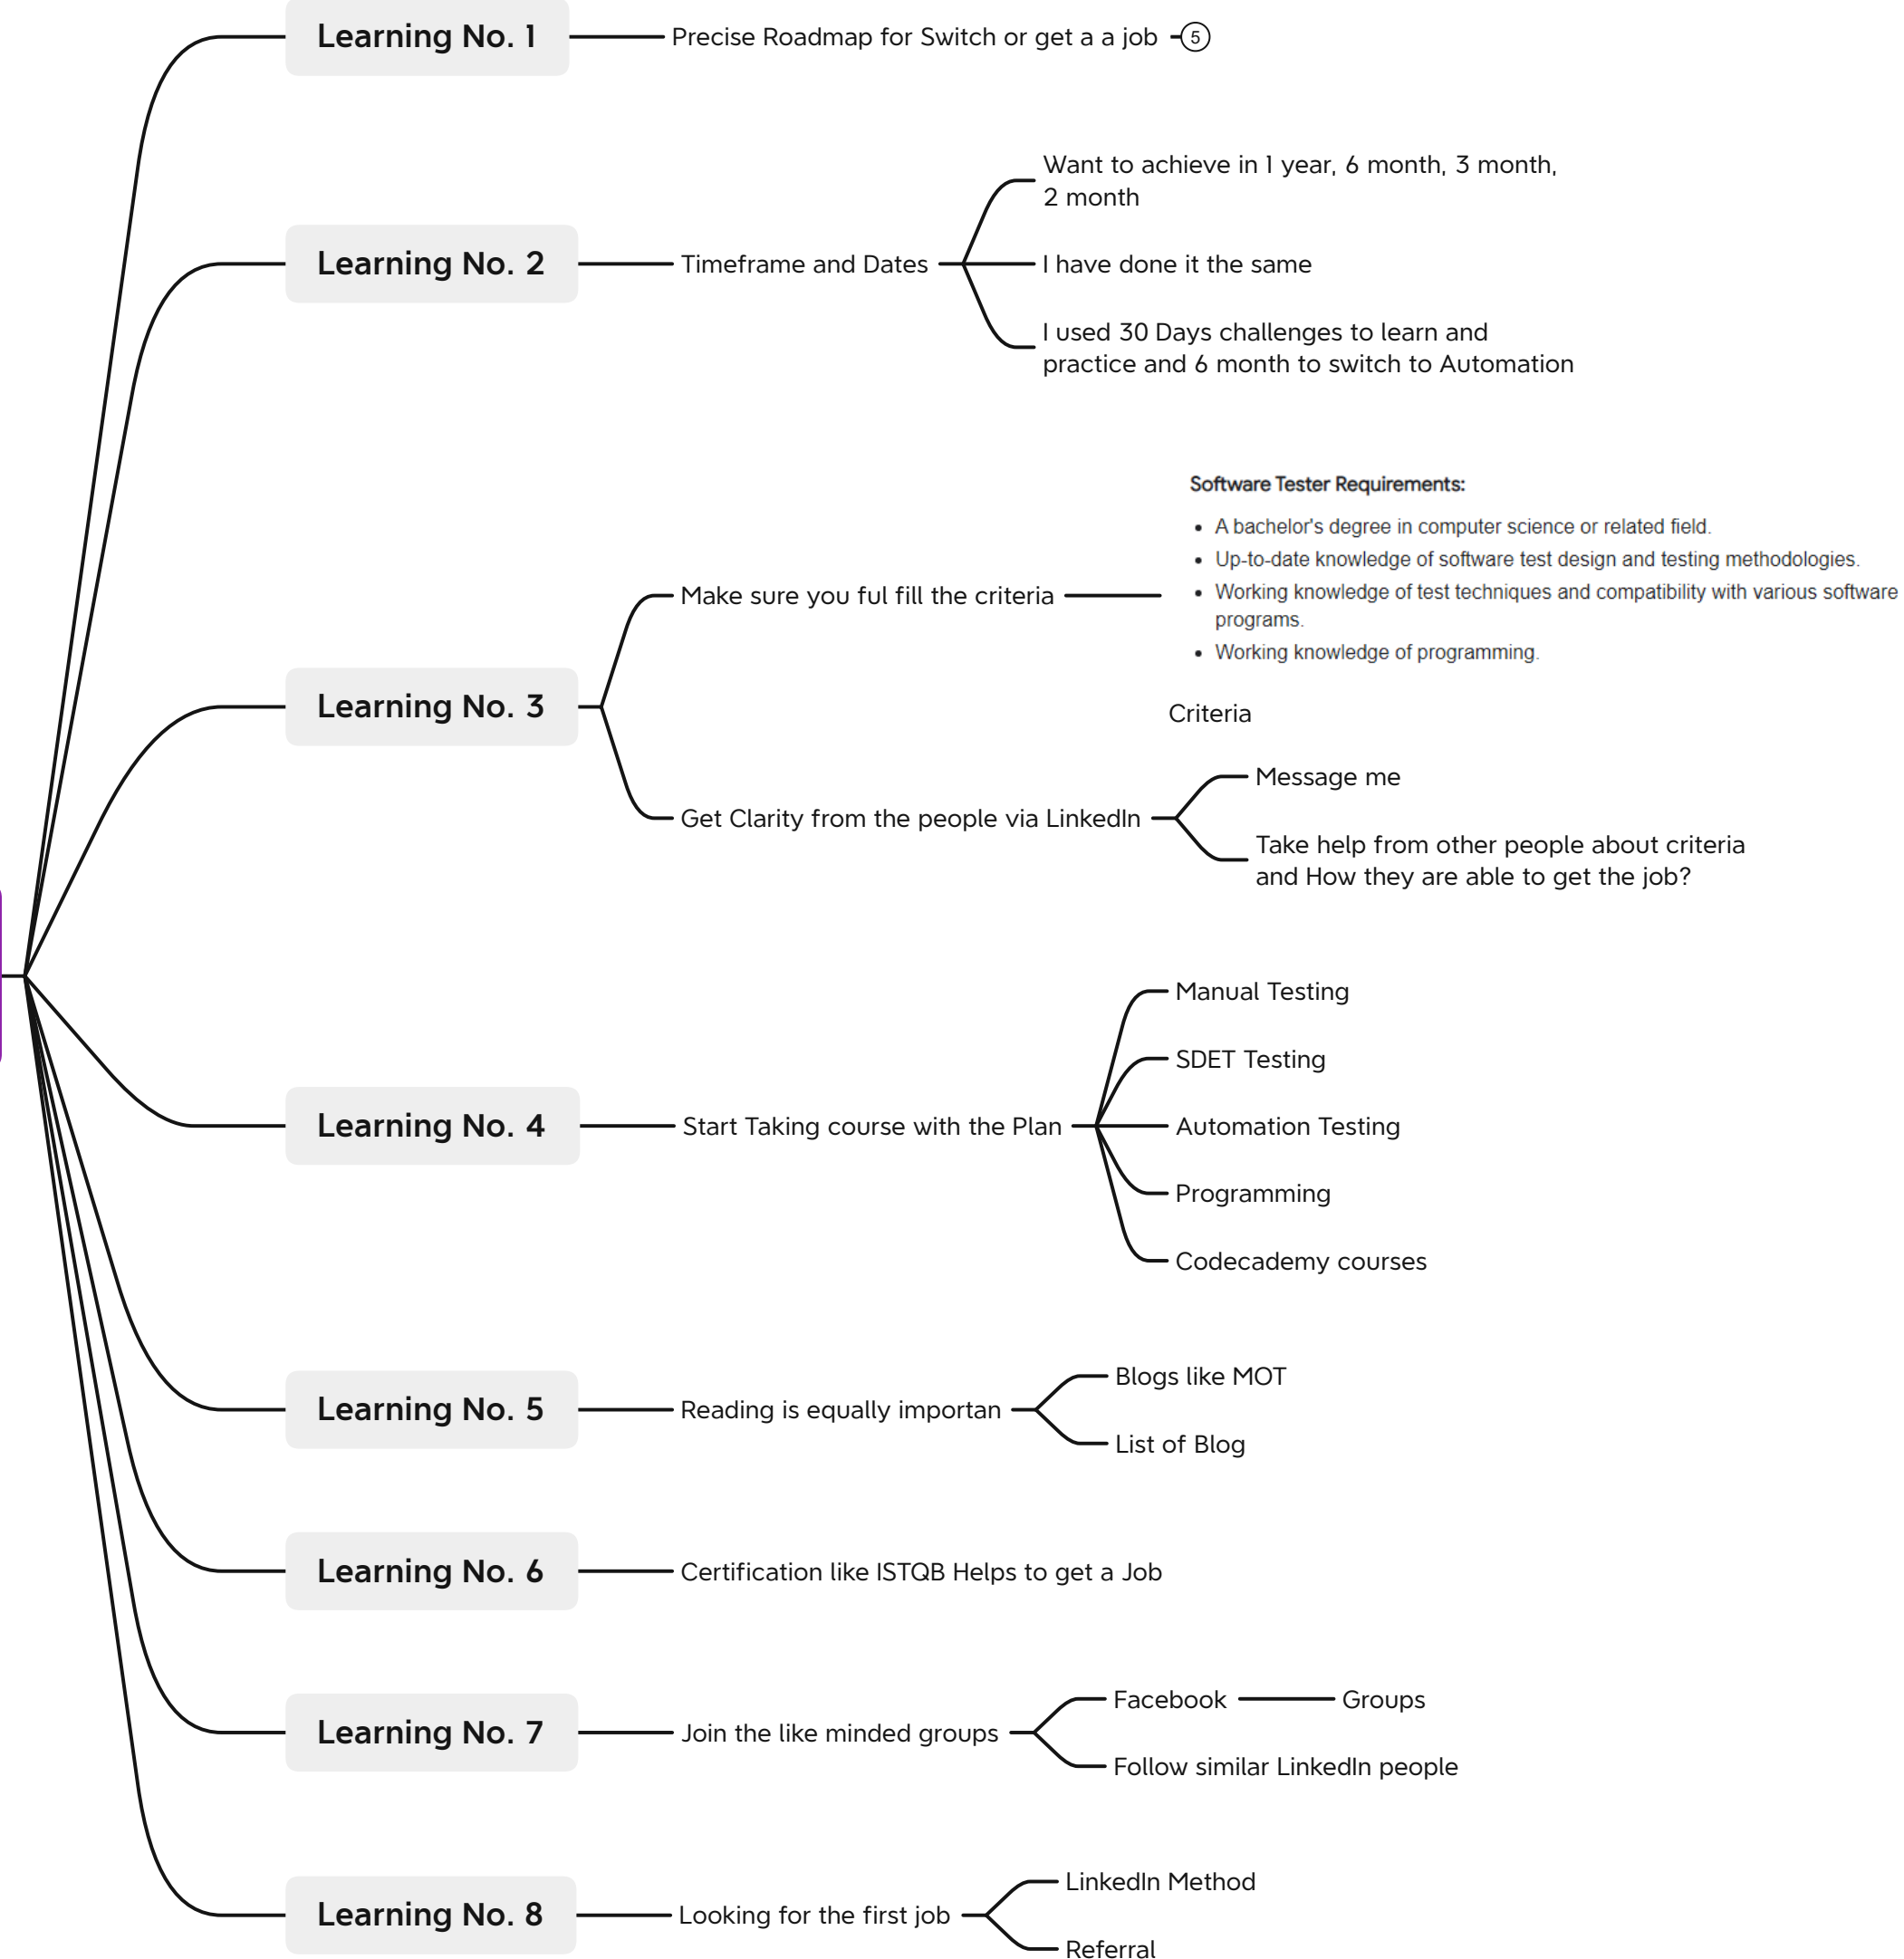 Learning No. 1
Precise Roadmap for Switch or get a a job
5
Learning No. 2
Timeframe and Dates
Want to achieve in 1 year, 6 month, 3 month,
2 month
I have done it the same
I used 30 Days challenges to learn and
practice and 6 month to switch to Automation
Learning No. 3
Make sure you ful fill the criteria
Software Tester Requirements:
• A bachelor's degree in computer science or related field.
• Up-to-date knowledge of software test design and testing methodologies.
• Working knowledge of test techniques and compatibility with various software
programs.
• Working knowledge of programming.
Criteria
Get Clarity from the people via LinkedIn
Message me
Take help from other people about criteria
and How they are able to get the job?
Learning No. 4
Start Taking course with the Plan
Manual Testing
SDET Testing
Automation Testing
Programming
Codecademy courses
Learning No. 5
Reading is equally importan
Blogs like MOT
List of Blog
Learning No. 6
Certification like ISTQB Helps to get a Job
Learning No. 7
Join the like minded groups
Facebook
Groups
Follow similar LinkedIn people
Learning No. 8
Looking for the first job
LinkedIn Method
Referral